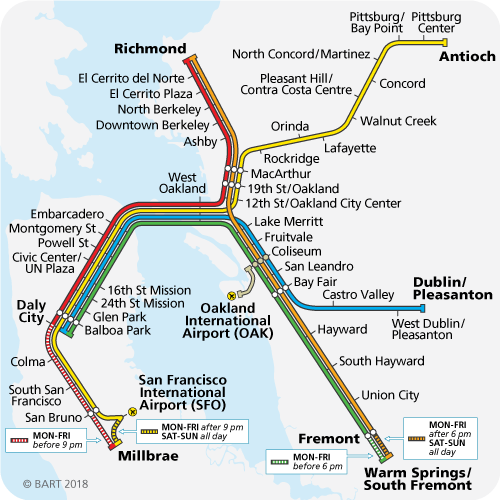 Pittsburg/
Bay Point
Pittsburg
Center
Richmond
North Concord/Martinez
Antioch
El Cerrito del Norte
Pleasant Hill/
Contra Costa Centre
Concord
El Cerrito Plaza
North Berkeley
Downtown Berkeley
Orinda
Walnut Creek
Ashby
Lafayette
Rockridge
West
Oakland
MacArthur
19th St/Oakland
12th St/Oakland City Center
Embarcadero
Montgomery St
Powell St
Civic Center/
UN Plaza
Lake Merritt
Fruitvale
Coliseum
San Leandro
Bay Fair
Castro Valley
Dublin/
Pleasanton
16th St Mission
24th St Mission
Glen Park
Balboa Park
Daly
City
Oakland
International
Airport (OAK)
West Dublin/
Pleasanton
Hayward
Colma
South Hayward
South San
Francisco
San Francisco
International
Airport (SFO)
Union City
San Bruno
MON-FRI
before 9 pm
MON-FRI
after 9 pm
SAT-SUN
all day
Millbrae
Fremont
MON-FRI
after 6 pm
SAT-SUN
all day
MON-FRI
before 6 pm
Warm Springs/
South Fremont
© BART 2018